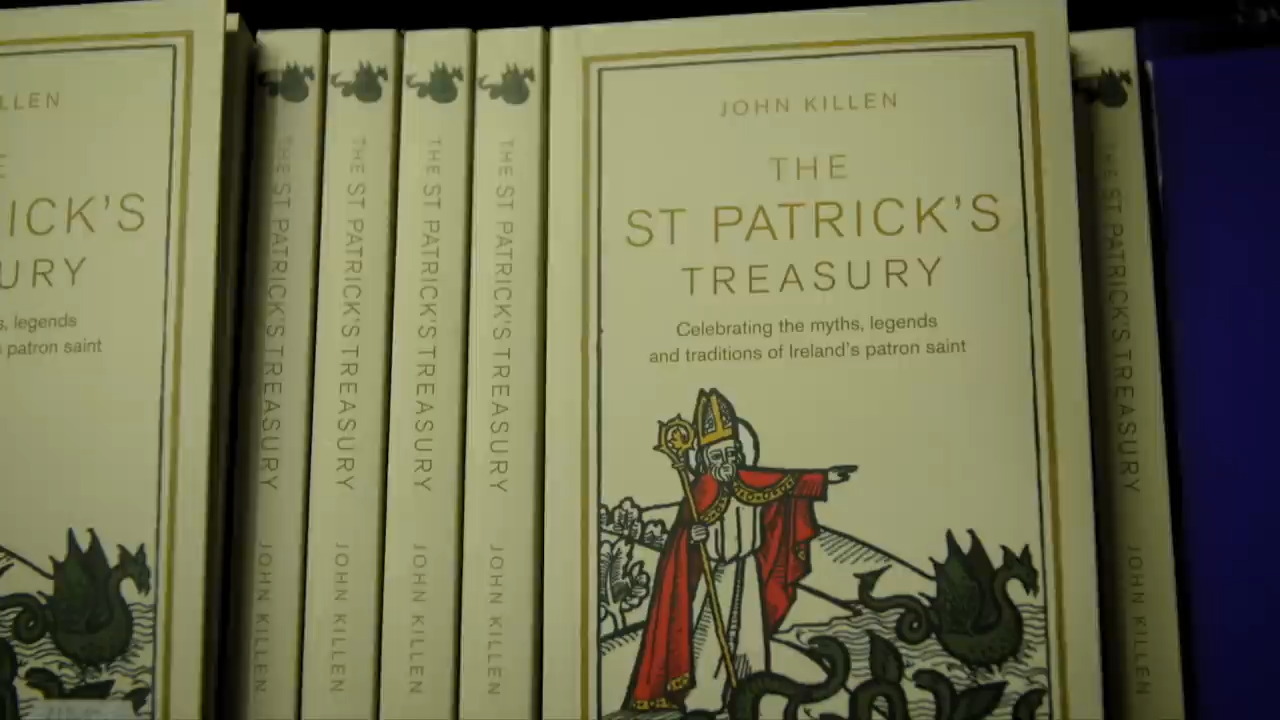 LLEN
ICK'S
URY
s, legends
patron saint
THE ST PATRICK'S TREASURY JOHN KILLEN
THE ST PATRICK'S TREASURY JOHN KILLEN
THE ST PATRICK'S TREASURY JOHN KILLEN
THE ST PATRICK'S TREASURY JOHN KILLEN
JOHN KILLEN
THE
ST PATRICK'S
TREASURY
Celebrating the myths, legends
and traditions of Ireland's patron saint
THE ST PATRICK'S TREASURY JOHN KILLEN